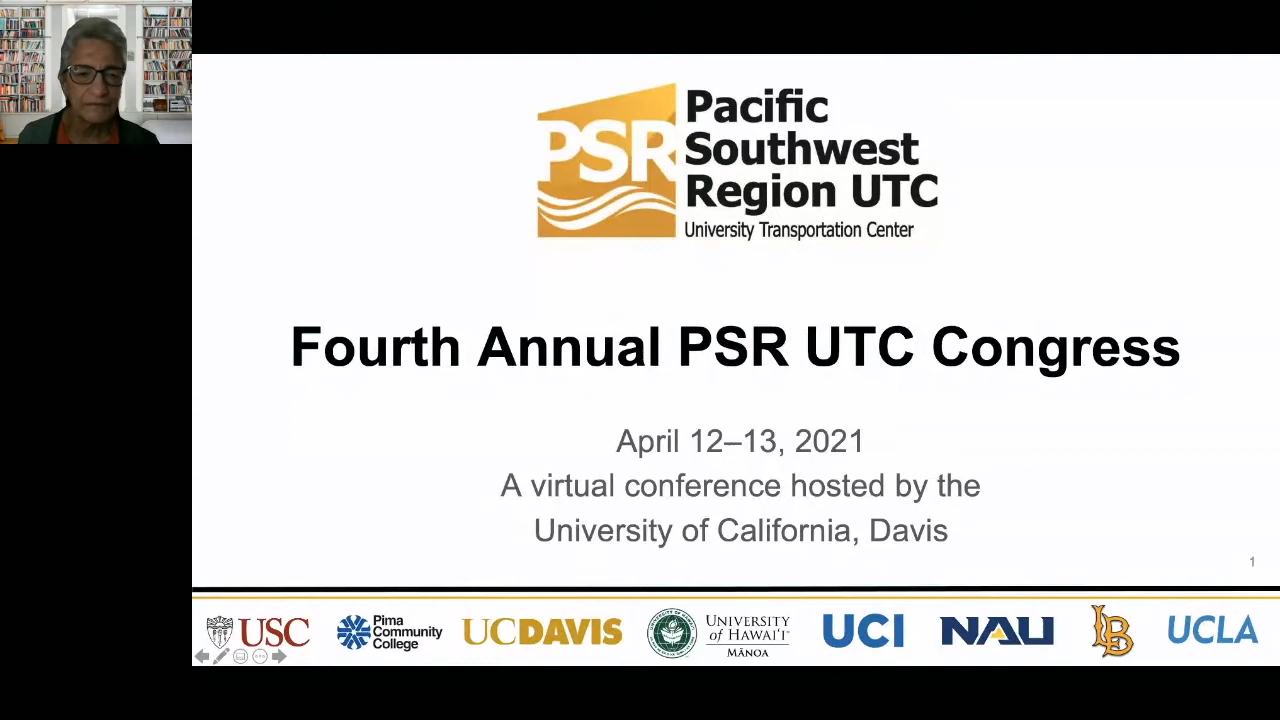 PSR
Pacific
Southwest
Region UTC
University Transportation Center
Fourth Annual PSR UTC Congress
April 12–13, 2021
A virtual conference hosted by the
University of California, Davis
1
USC
Pima
Community
College
UCDAVIS
UNIVERSITY
of HAWAIʻI
MĀNOA
UCI
NAU
LB
UCLA